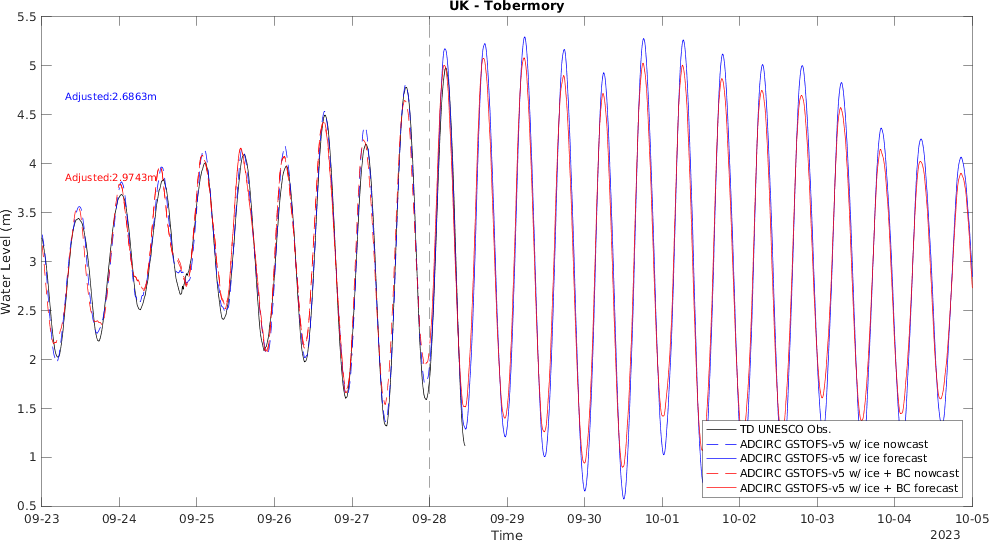 UK - Tobermory
5.5
5
4.5
4
3.5
3
2.5
2
1.5
1
0.5
Water Level (m)
Adjusted:2.6863m
Adjusted:2.9743m
TD UNESCO Obs.
ADCIRC GSTOFS-v5 w/ ice nowcast
ADCIRC GSTOFS-v5 w/ ice forecast
ADCIRC GSTOFS-v5 w/ ice + BC nowcast
ADCIRC GSTOFS-v5 w/ ice + BC forecast
09-23 09-24 09-25 09-26 09-27 09-28 09-29 09-30 10-01 10-02 10-03 10-04 10-05
Time
2023